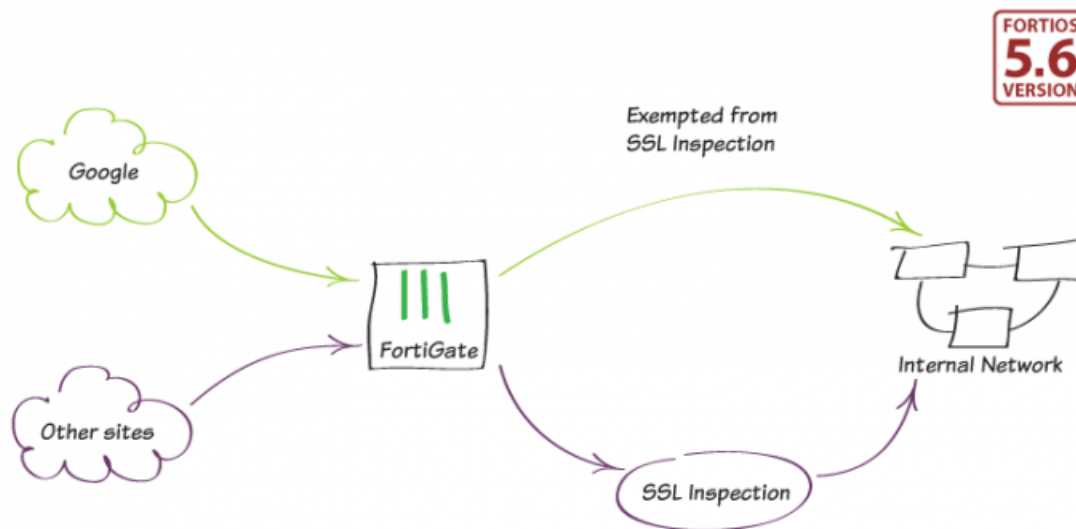 FORTIOS
5.6
VERSION
Exempted from
SSL Inspection
Google
FortiGate
Internal Network
Other sites
SSL Inspection